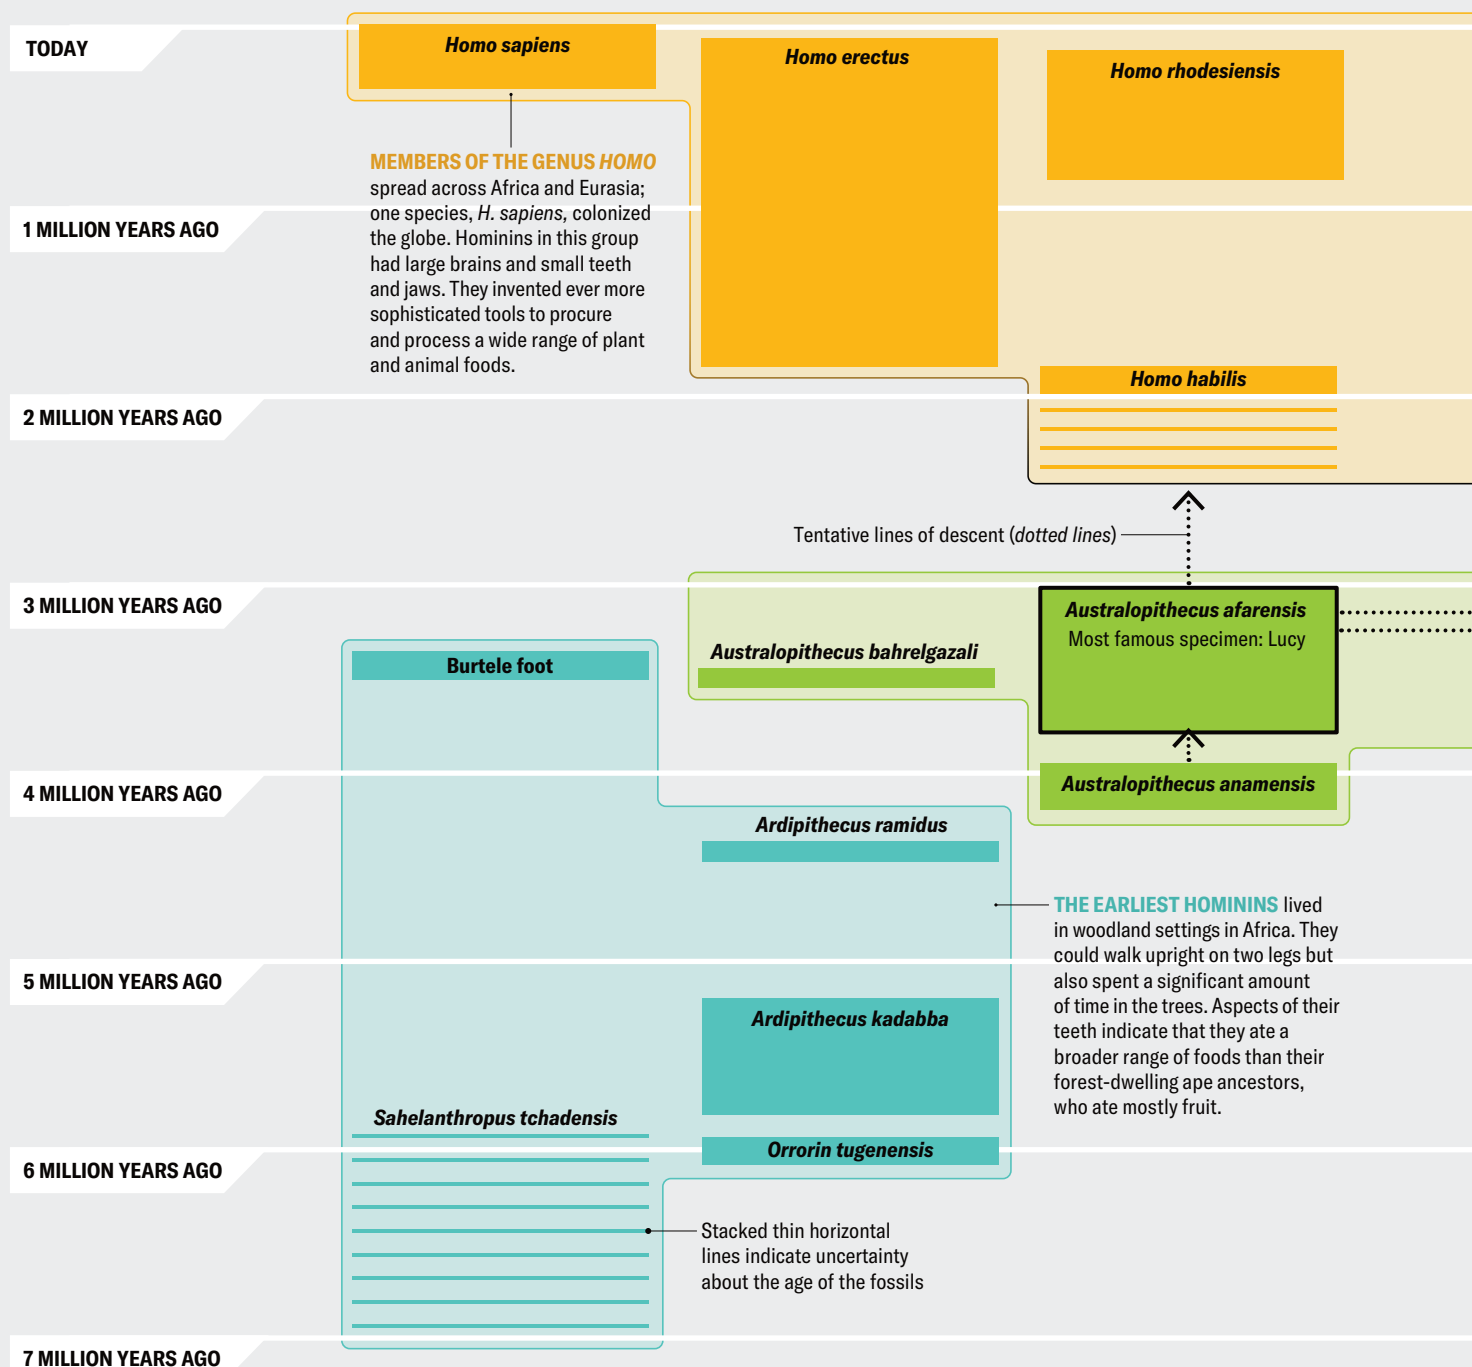 TODAY
Homo sapiens
Homo erectus
Homo rhodesiensis
MEMBERS OF THE GENUS HOMO
spread across Africa and Eurasia;
one species, H. sapiens, colonized
the globe. Hominins in this group
had large brains and small teeth
and jaws. They invented ever more
sophisticated tools to procure
and process a wide range of plant
and animal foods.
1 MILLION YEARS AGO
Homo habilis
2 MILLION YEARS AGO
Tentative lines of descent (dotted lines)
3 MILLION YEARS AGO
Australopithecus afarensis
Most famous specimen: Lucy
Australopithecus bahrelgazali
Burtele foot
4 MILLION YEARS AGO
Australopithecus anamensis
Ardipithecus ramidus
THE EARLIEST HOMININS lived
in woodland settings in Africa. They
could walk upright on two legs but
also spent a significant amount
of time in the trees. Aspects of their
teeth indicate that they ate a
broader range of foods than their
forest-dwelling ape ancestors,
who ate mostly fruit.
5 MILLION YEARS AGO
Ardipithecus kadabba
Sahelanthropus tchadensis
Orrorin tugenensis
6 MILLION YEARS AGO
Stacked thin horizontal
lines indicate uncertainty
about the age of the fossils
7 MILLION YEARS AGO